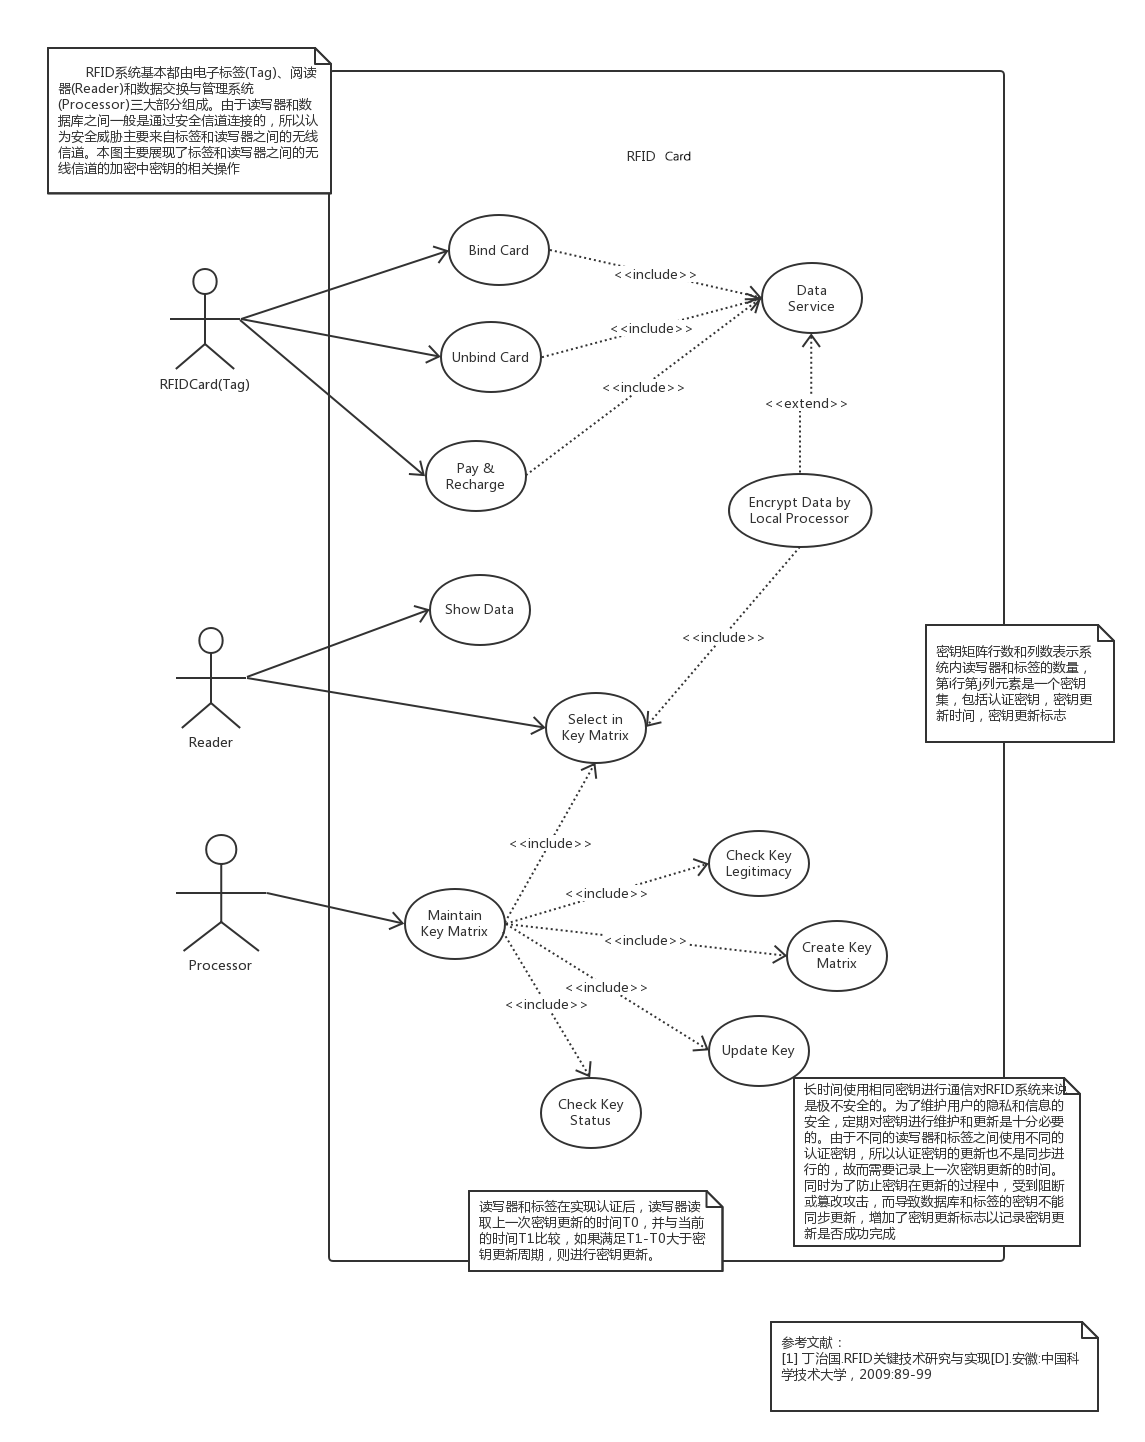 RFID系统基本都由电子标签(Tag)、阅读
器(Reader)和数据交换与管理系统
(Processor)三大部分组成。由于读写器和数
据库之间一般是通过安全信道连接的，所以认
为安全威胁主要来自标签和读写器之间的无线
信道。本图主要展现了标签和读写器之间的无
线信道的加密中密钥的相关操作
RFID Card
Bind Card
<<include>>
Data
Service
Unbind Card
<<include>>
RFIDCard(Tag)
<<include>>
<<extend>>
Pay &
Recharge
Encrypt Data by
Local Processor
Show Data
<<include>>
密钥矩阵行数和列数表示系
统内读写器和标签的数量，
第i行第j列元素是一个密钥
集，包括认证密钥，密钥更
新时间，密钥更新标志
Reader
Select in
Key Matrix
<<include>>
Check Key
Legitimacy
<<include>>
Maintain
Key Matrix
<<include>>
Create Key
Matrix
Processor
<<include>>
<<include>>
Update Key
Check Key
Status
长时间使用相同密钥进行通信对RFID系统来说
是极不安全的。为了维护用户的隐私和信息的
安全，定期对密钥进行维护和更新是十分必要
的。由于不同的读写器和标签之间使用不同的
认证密钥，所以认证密钥的更新也不是同步进
行的，故而需要记录上一次密钥更新的时间。
同时为了防止密钥在更新的过程中，受到阻断
或篡改攻击，而导致数据库和标签的密钥不能
同步更新，增加了密钥更新标志以记录密钥更
新是否成功完成
读写器和标签在实现认证后，读写器读
取上一次密钥更新的时间T0，并与当前
的时间T1比较，如果满足T1-T0大于密
钥更新周期，则进行密钥更新。
参考文献：
[1] 丁治国.RFID关键技术研究与实现[D].安徽:中国科
学技术大学，2009:89-99